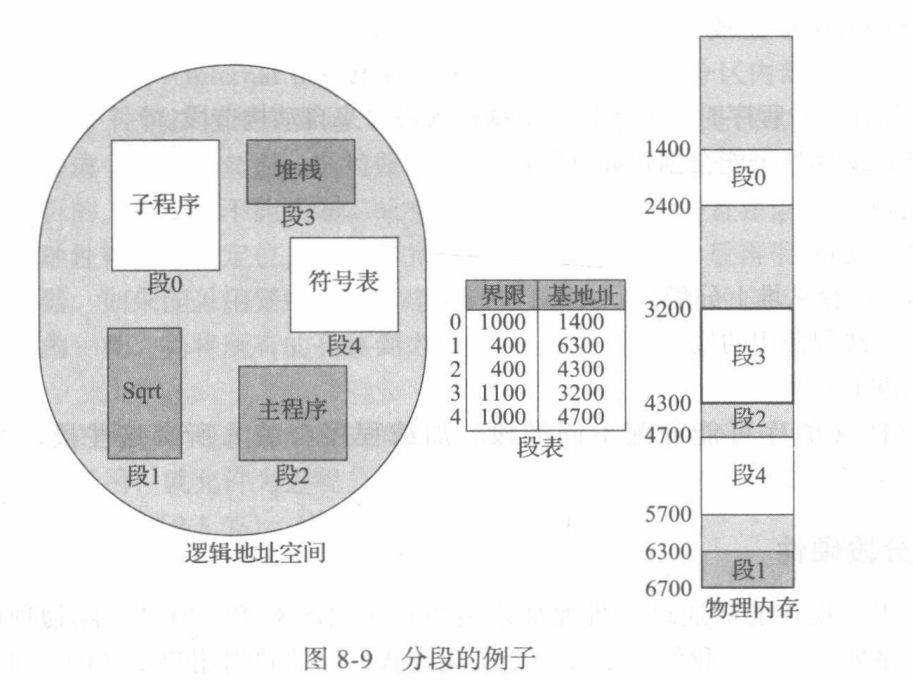 子程序
段0
堆栈
段3
符号表
段4
Sqrt
段1
主程序
段2
逻辑地址空间
界限 基地址
0 1000 1400
1 400 6300
2 400 4300
3 1100 3200
4 1000 4700
段表
1400
段0
2400
3200
段3
4300
段2
4700
段4
5700
6300
段1
6700
物理内存
图 8-9 分段的例子